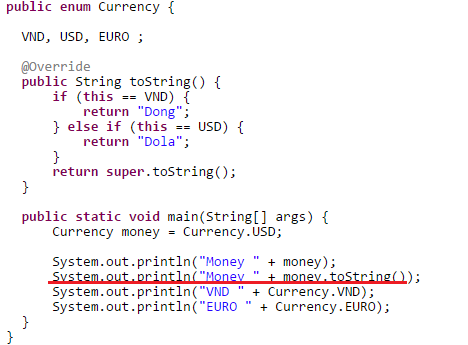 public enum Currency {
VND, USD, EURO ;
@Override
public String toString() {
if (this == VND) {
return "Dong";
} else if (this == USD) {
return "Dola";
}
return super.toString();
}
public static void main(String[] args) {
Currency money = Currency.USD;
System.out.println("Money " + money);
System.out.println("Money " + money.toString());
System.out.println("VND " + Currency.VND);
System.out.println("EURO " + Currency.EURO);
}
}